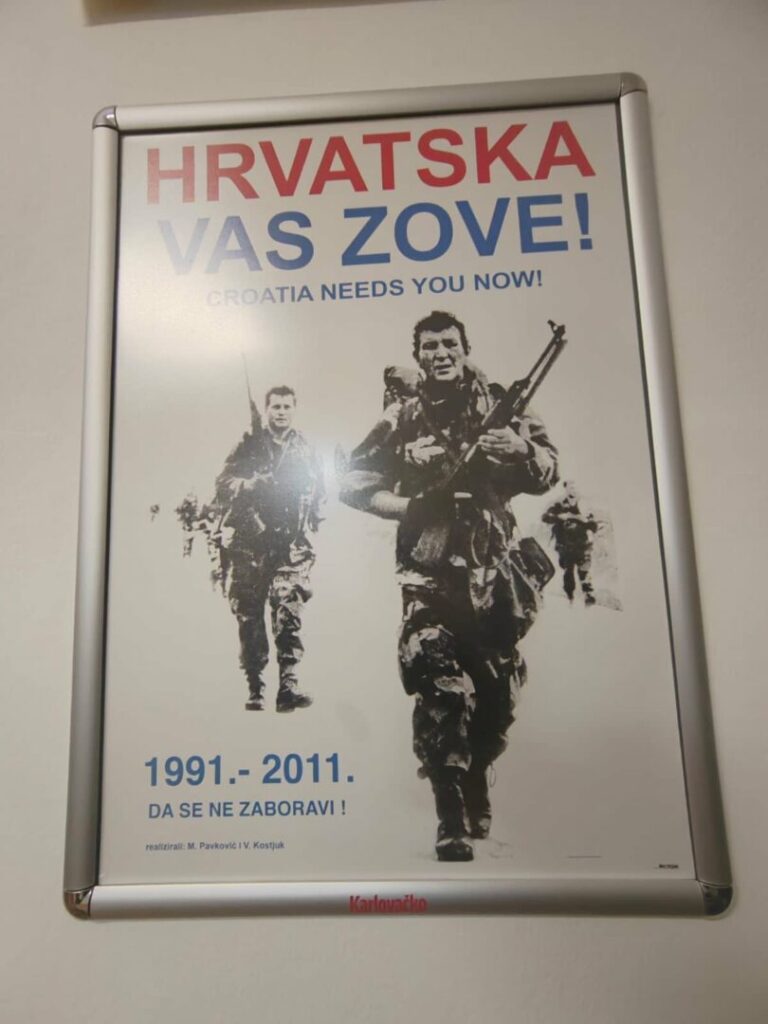 HRVATSKA
VAS ZOVE!
CROATIA NEEDS YOU NOW!
1991.- 2011.
DA SE NE ZABORAVI !
realizirali: M. Pavković i V. Kostjuk
Karlovačko